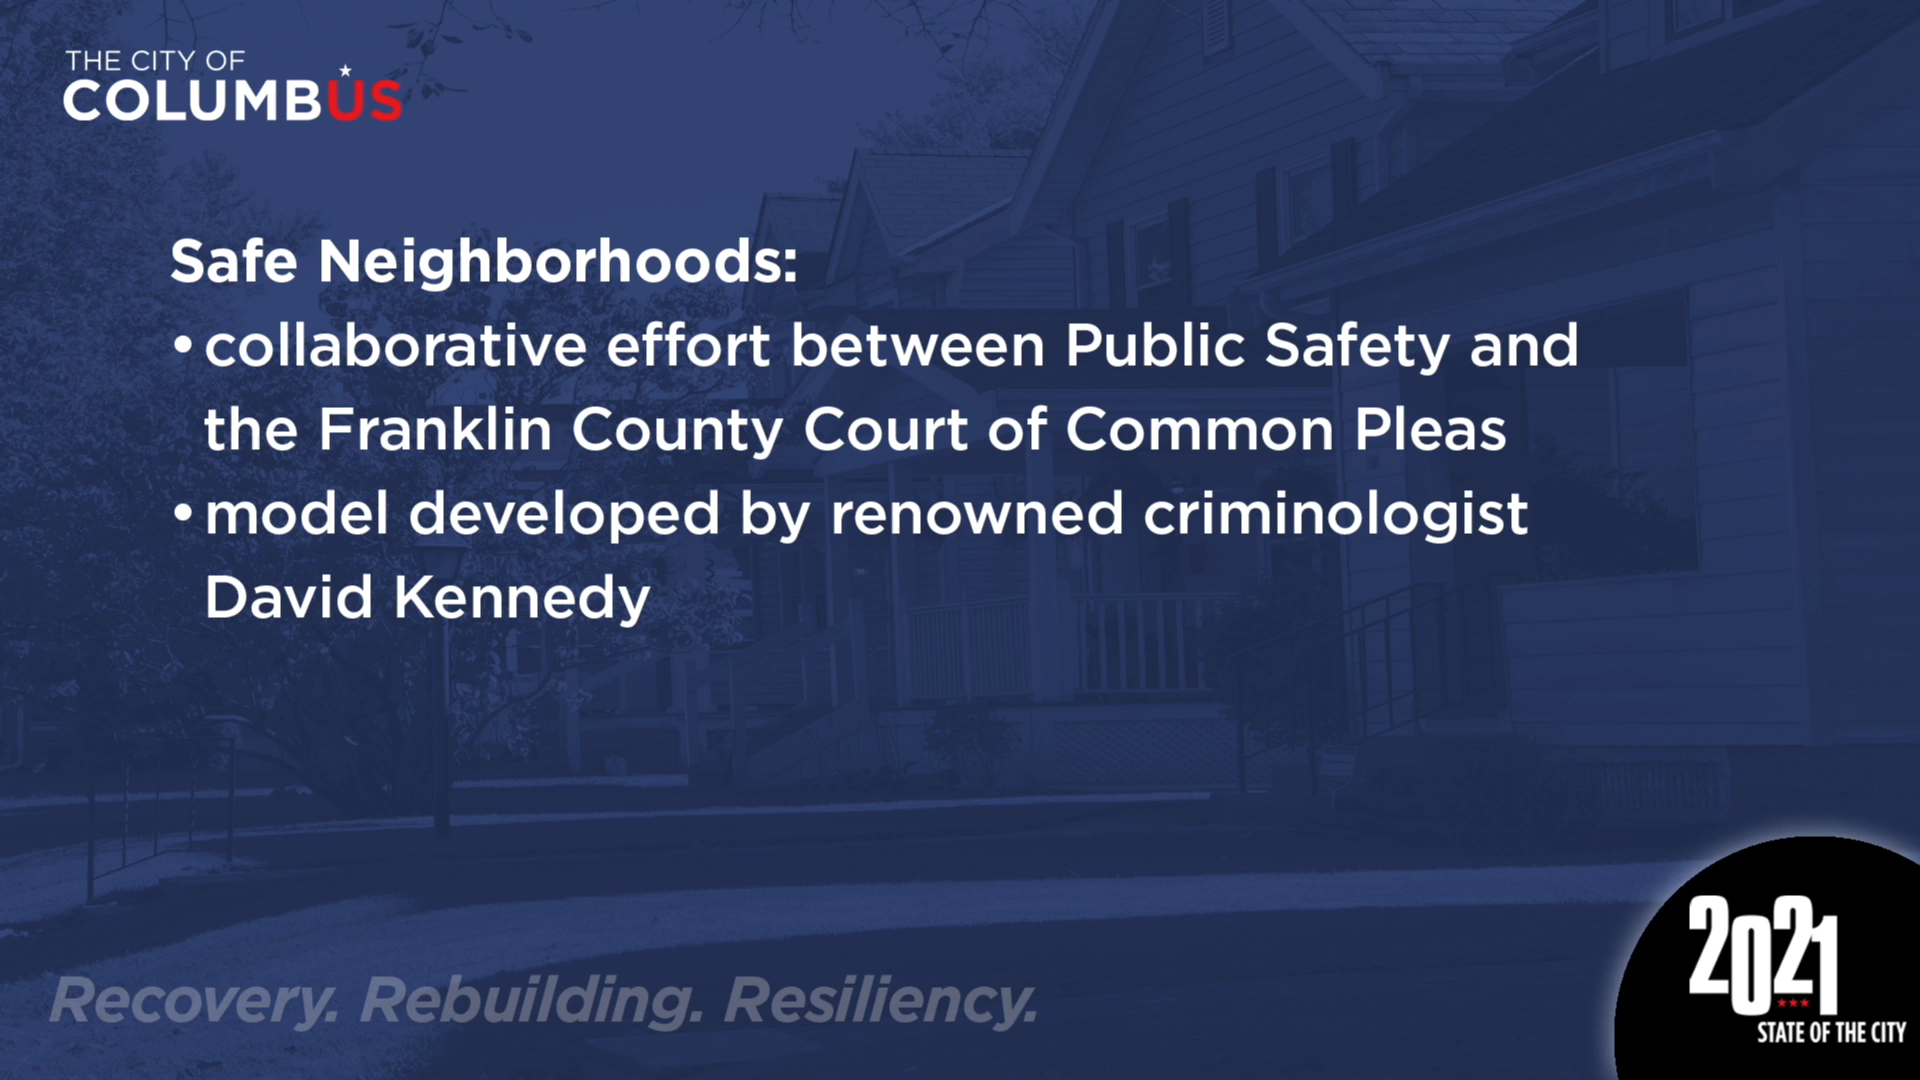 THE CITY OF
COLUMBUS
Safe Neighborhoods:
• collaborative effort between Public Safety and
the Franklin County Court of Common Pleas
• model developed by renowned criminologist
David Kennedy
Recovery. Rebuilding. Resiliency.
2021
STATE OF THE CITY